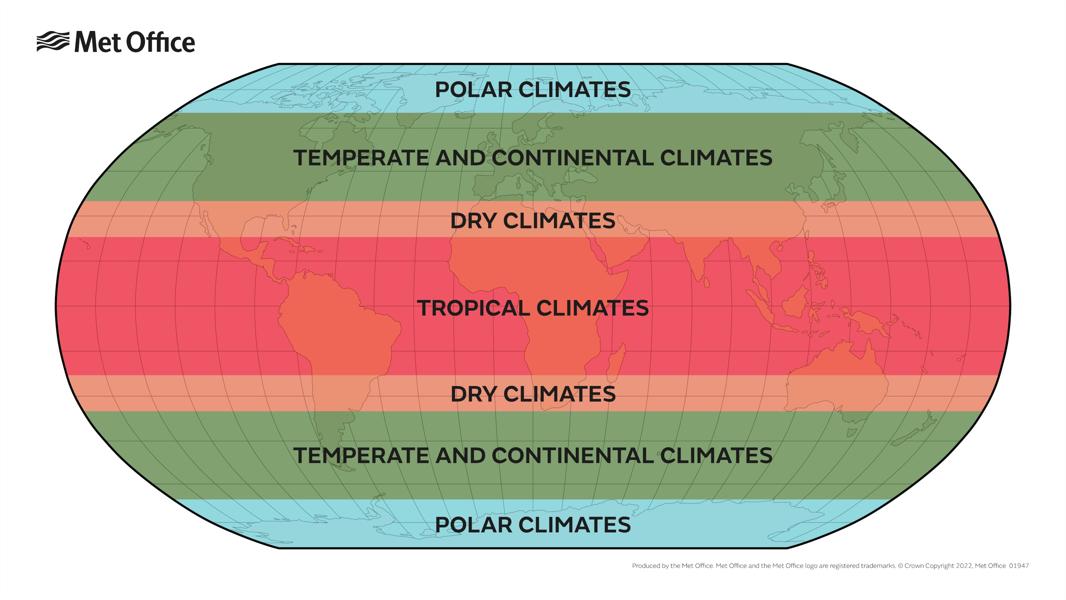 Met Office
POLAR CLIMATES
TEMPERATE AND CONTINENTAL CLIMATES
DRY CLIMATES
TROPICAL CLIMATES
DRY CLIMATES
TEMPERATE AND CONTINENTAL CLIMATES
POLAR CLIMATES
Produced by the Met Office. Met Office and the Met Office logo are registered trademarks. © Crown Copyright 2022, Met Office 01947